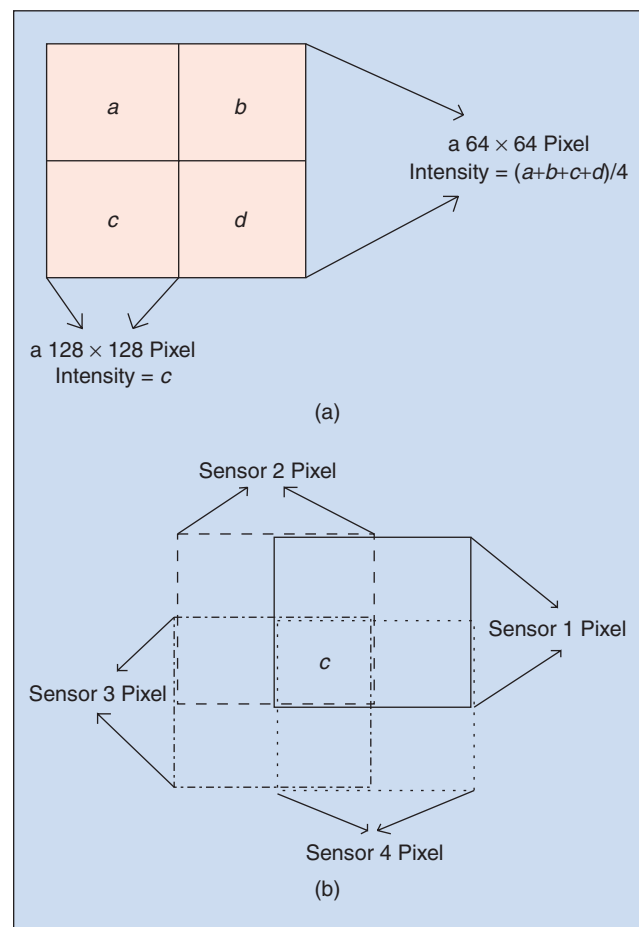 a b
c d
a 64 × 64 Pixel
Intensity = (a+b+c+d)/4
a 128 × 128 Pixel
Intensity = c
(a)
Sensor 2 Pixel
Sensor 1 Pixel
c
Sensor 3 Pixel
Sensor 4 Pixel
(b)